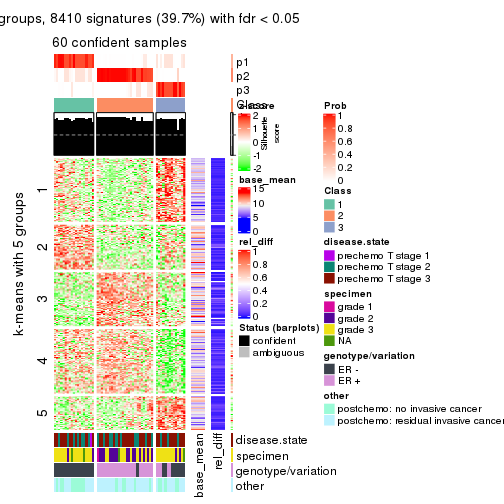 groups, 8410 signatures (39.7%) with fdr < 0.05
60 confident samples
p1
p2
p3
Class
Silhouette score
k-means with 5 groups
1
2
3
4
5
base_mean
rel_diff
disease.state
specimen
genotype/variation
other
z-score
2
1
0
-1
-2
base_mean
15
10
5
0
rel_diff
1
0.8
0.6
0.4
0.2
0
Status (barplots)
confident
ambiguous
Prob
1
0.8
0.6
0.4
0.2
0
Class
1
2
3
disease.state
prechemo T stage 1
prechemo T stage 2
prechemo T stage 3
specimen
grade 1
grade 2
grade 3
NA
genotype/variation
ER -
ER +
other
postchemo: no invasive cancer
postchemo: residual invasive cancer